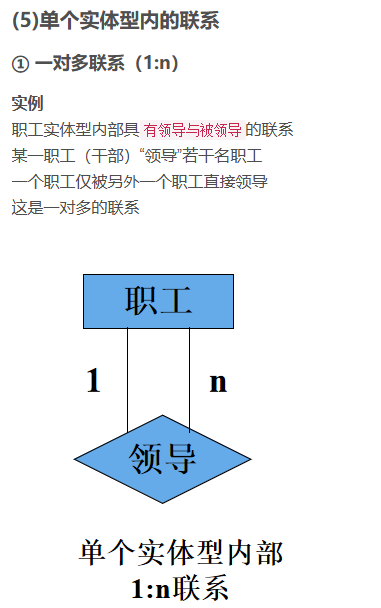 (5)单个实体型内的联系
① 一对多联系（1:n）
实例
职工实体型内部具 有领导与被领导 的联系
某一职工（干部）“领导”若干名职工
一个职工仅被另外一个职工直接领导
这是一对多的联系
职工
1 n
领导
单个实体型内部
1:n联系